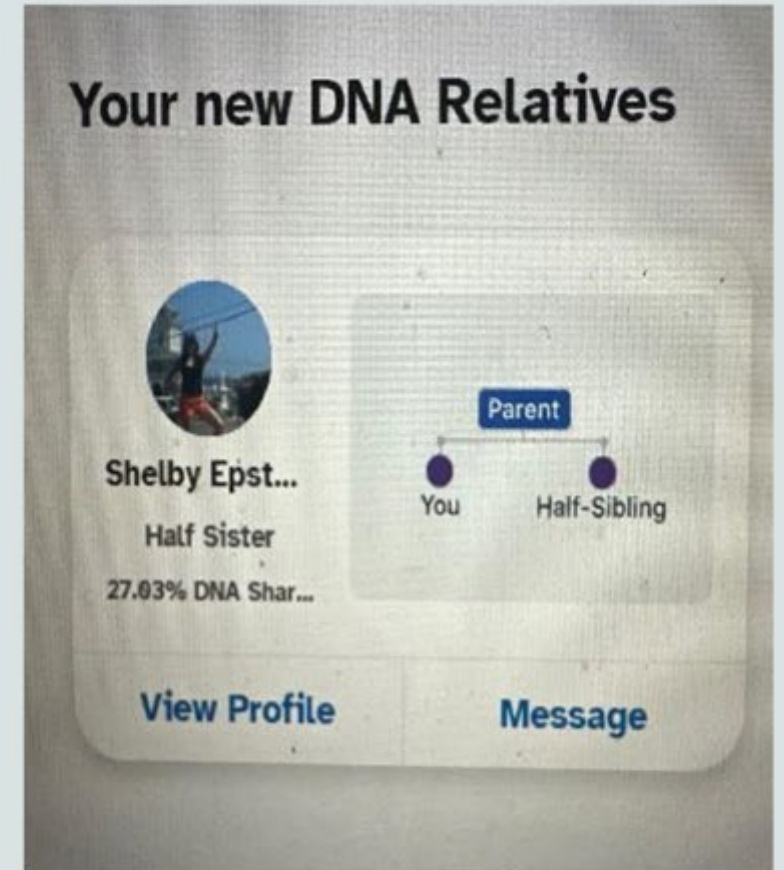 Your new DNA Relatives
Parent
You
Half-Sibling
Shelby Epst...
Half Sister
27.03% DNA Shar...
View Profile
Message